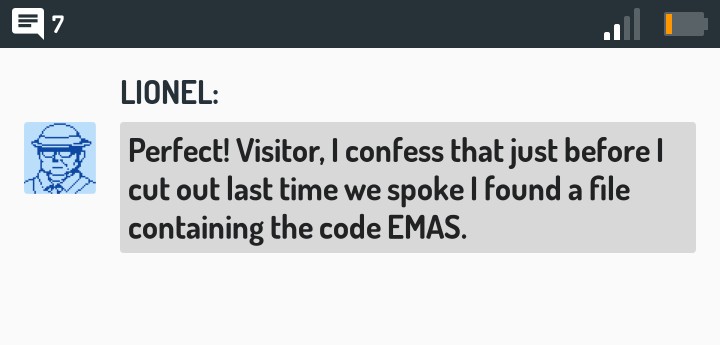 7
LIONEL:
Perfect! Visitor, I confess that just before I
cut out last time we spoke I found a file
containing the code EMAS.